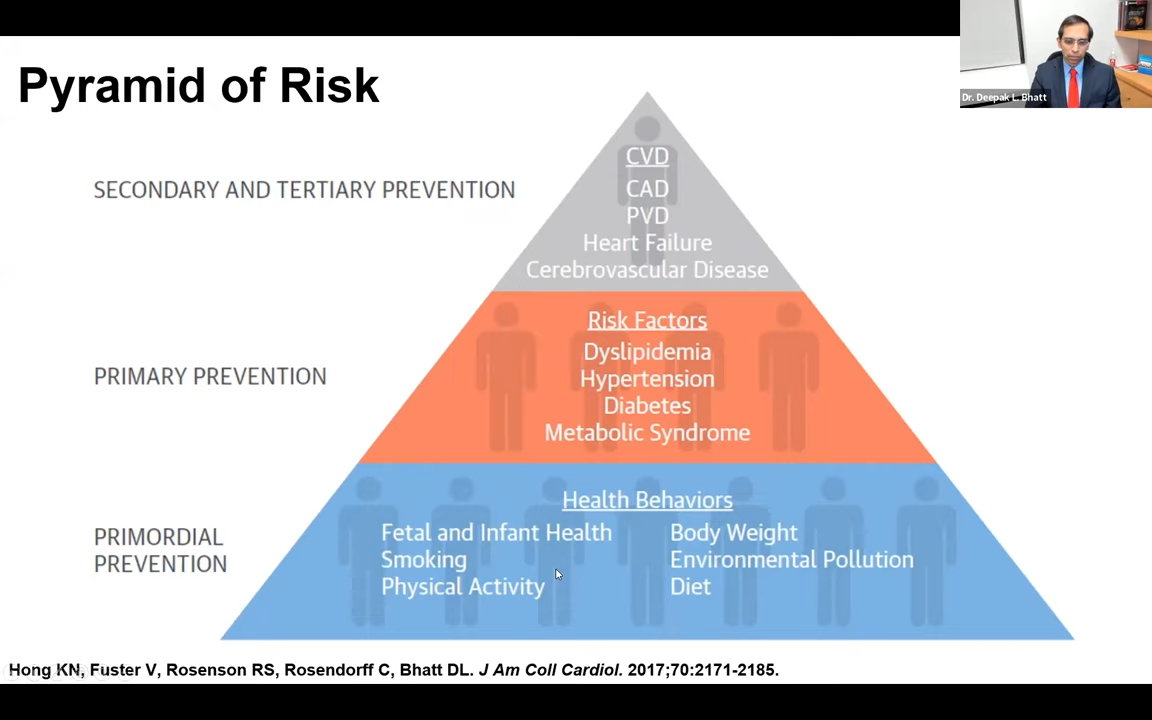 Pyramid of Risk
Dr. Deepak L. Bhatt
SECONDARY AND TERTIARY PREVENTION
CVD
CAD
PVD
Heart Failure
Cerebrovascular Disease
PRIMARY PREVENTION
Risk Factors
Dyslipidemia
Hypertension
Diabetes
Metabolic Syndrome
PRIMORDIAL
PREVENTION
Health Behaviors
Fetal and Infant Health
Smoking
Physical Activity
Body Weight
Environmental Pollution
Diet
Hong KN, Fuster V, Rosenson RS, Rosendorff C, Bhatt DL. J Am Coll Cardiol. 2017;70:2171-2185.